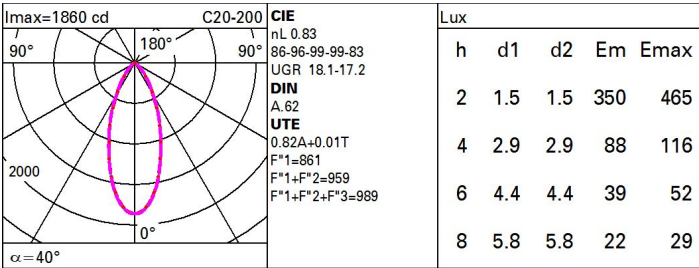 Imax=1860 cd C20-200
90° 180° 90°
2000
0°
α=40°
CIE
nL 0.83
86-96-99-99-83
UGR 18.1-17.2
DIN
A.62
UTE
0.82A+0.01T
F"1=861
F"1+F"2=959
F"1+F"2+F"3=989
Lux
h d1 d2 Em Emax
2 1.5 1.5 350 465
4 2.9 2.9 88 116
6 4.4 4.4 39 52
8 5.8 5.8 22 29